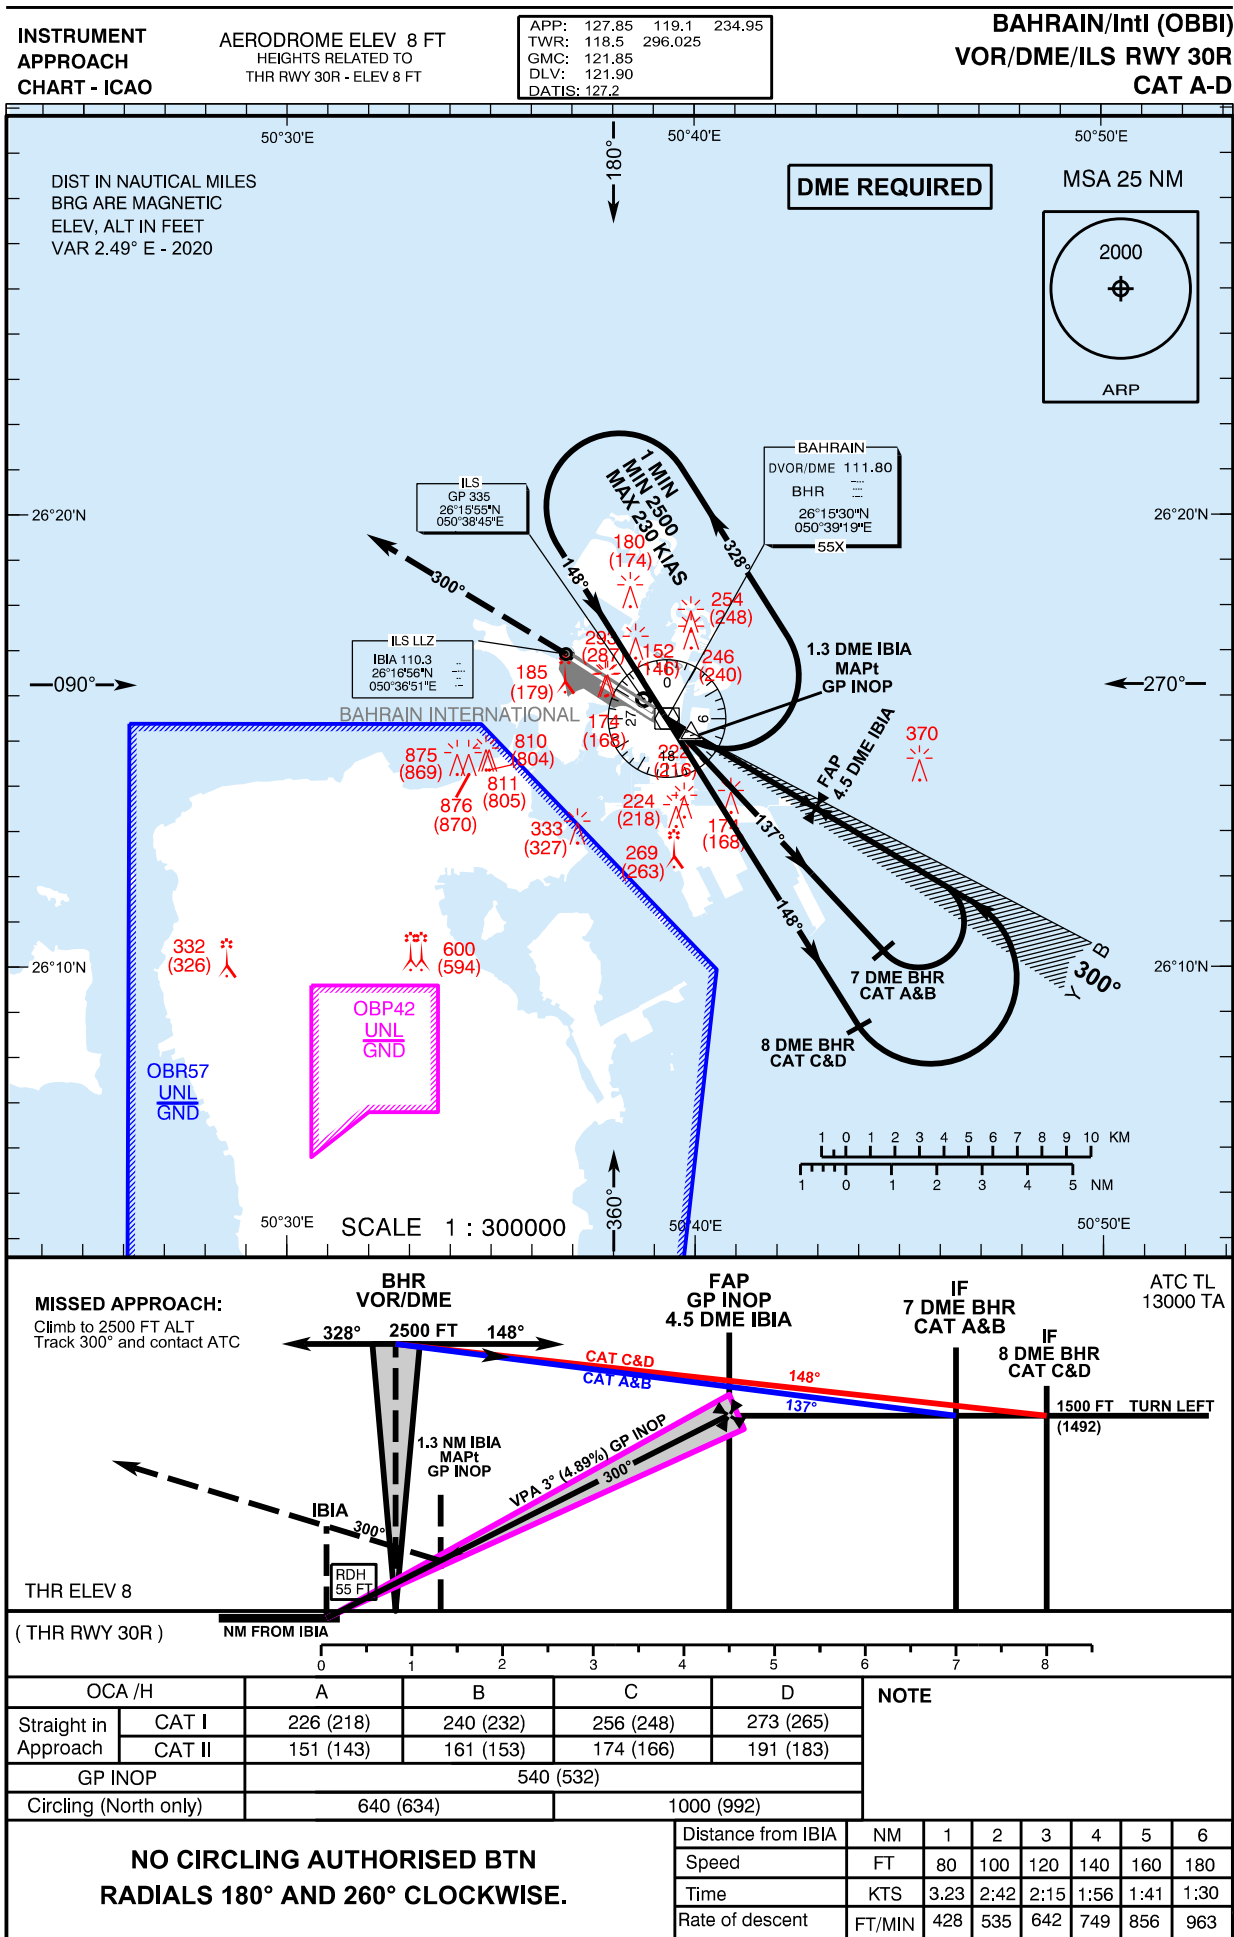 INSTRUMENT
APPROACH
CHART - ICAO
AERODROME ELEV 8 FT
HEIGHTS RELATED TO
THR RWY 30R - ELEV 8 FT
APP: 127.85 119.1 234.95
TWR: 118.5 296.025
GMC: 121.85
DLV: 121.90
DATIS: 127.2
BAHRAIN/Intl (OBBI)
VOR/DME/ILS RWY 30R
CAT A-D
50°30'E
50°40'E
50°50'E
180°
DIST IN NAUTICAL MILES
BRG ARE MAGNETIC
ELEV, ALT IN FEET
VAR 2.49° E - 2020
DME REQUIRED
MSA 25 NM
2000
ARP
BAHRAIN
DVOR/DME 111.80
BHR
26°15'30"N
050°39'19"E
55X
ILS
GP 335
26°15'55"N
050°38'45"E
26°20'N
26°20'N
1 MIN
MIN 2500
MAX 230 KIAS
328°
148°
300°
180
(174)
254
(248)
293
(287)
152
(146)
246
(240)
ILS LLZ
IBIA 110.3
26°16'56"N
050°36'51"E
185
(179)
1.3 DME IBIA
MAPt
GP INOP
090°
270°
BAHRAIN INTERNATIONAL
174
(168)
0
6
18
27
370
FAP
4.5 DME IBIA
875
(869)
810
(804)
811
(805)
876
(870)
222
(216)
224
(218)
174
(168)
333
(327)
269
(263)
137°
148°
332
(326)
600
(594)
26°10'N
26°10'N
7 DME BHR
CAT A&B
B
300°
Y
8 DME BHR
CAT C&D
OBP42
UNL
GND
OBR57
UNL
GND
1 0 1 2 3 4 5 6 7 8 9 10 KM
1 0 1 2 3 4 5 NM
360°
50°30'E
SCALE 1 : 300000
50°40'E
50°50'E
MISSED APPROACH:
Climb to 2500 FT ALT
Track 300° and contact ATC
BHR
VOR/DME
328° 2500 FT 148°
FAP
GP INOP
4.5 DME IBIA
IF
7 DME BHR
CAT A&B
IF
8 DME BHR
CAT C&D
ATC TL
13000 TA
CAT C&D
CAT A&B
148°
137°
1500 FT TURN LEFT
(1492)
1.3 NM IBIA
MAPt
GP INOP
VPA 3° (4.89%) GP INOP
300°
IBIA
300°
RDH
55 FT
THR ELEV 8
( THR RWY 30R )
NM FROM IBIA
0 1 2 3 4 5 6 7 8
OCA /H A B C D
Straight in Approach CAT I 226 (218) 240 (232) 256 (248) 273 (265)
CAT II 151 (143) 161 (153) 174 (166) 191 (183)
GP INOP 540 (532)
Circling (North only) 640 (634) 1000 (992)
NOTE
NO CIRCLING AUTHORISED BTN
RADIALS 180° AND 260° CLOCKWISE.
Distance from IBIA NM 1 2 3 4 5 6
Speed FT 80 100 120 140 160 180
Time KTS 3.23 2:42 2:15 1:56 1:41 1:30
Rate of descent FT/MIN 428 535 642 749 856 963